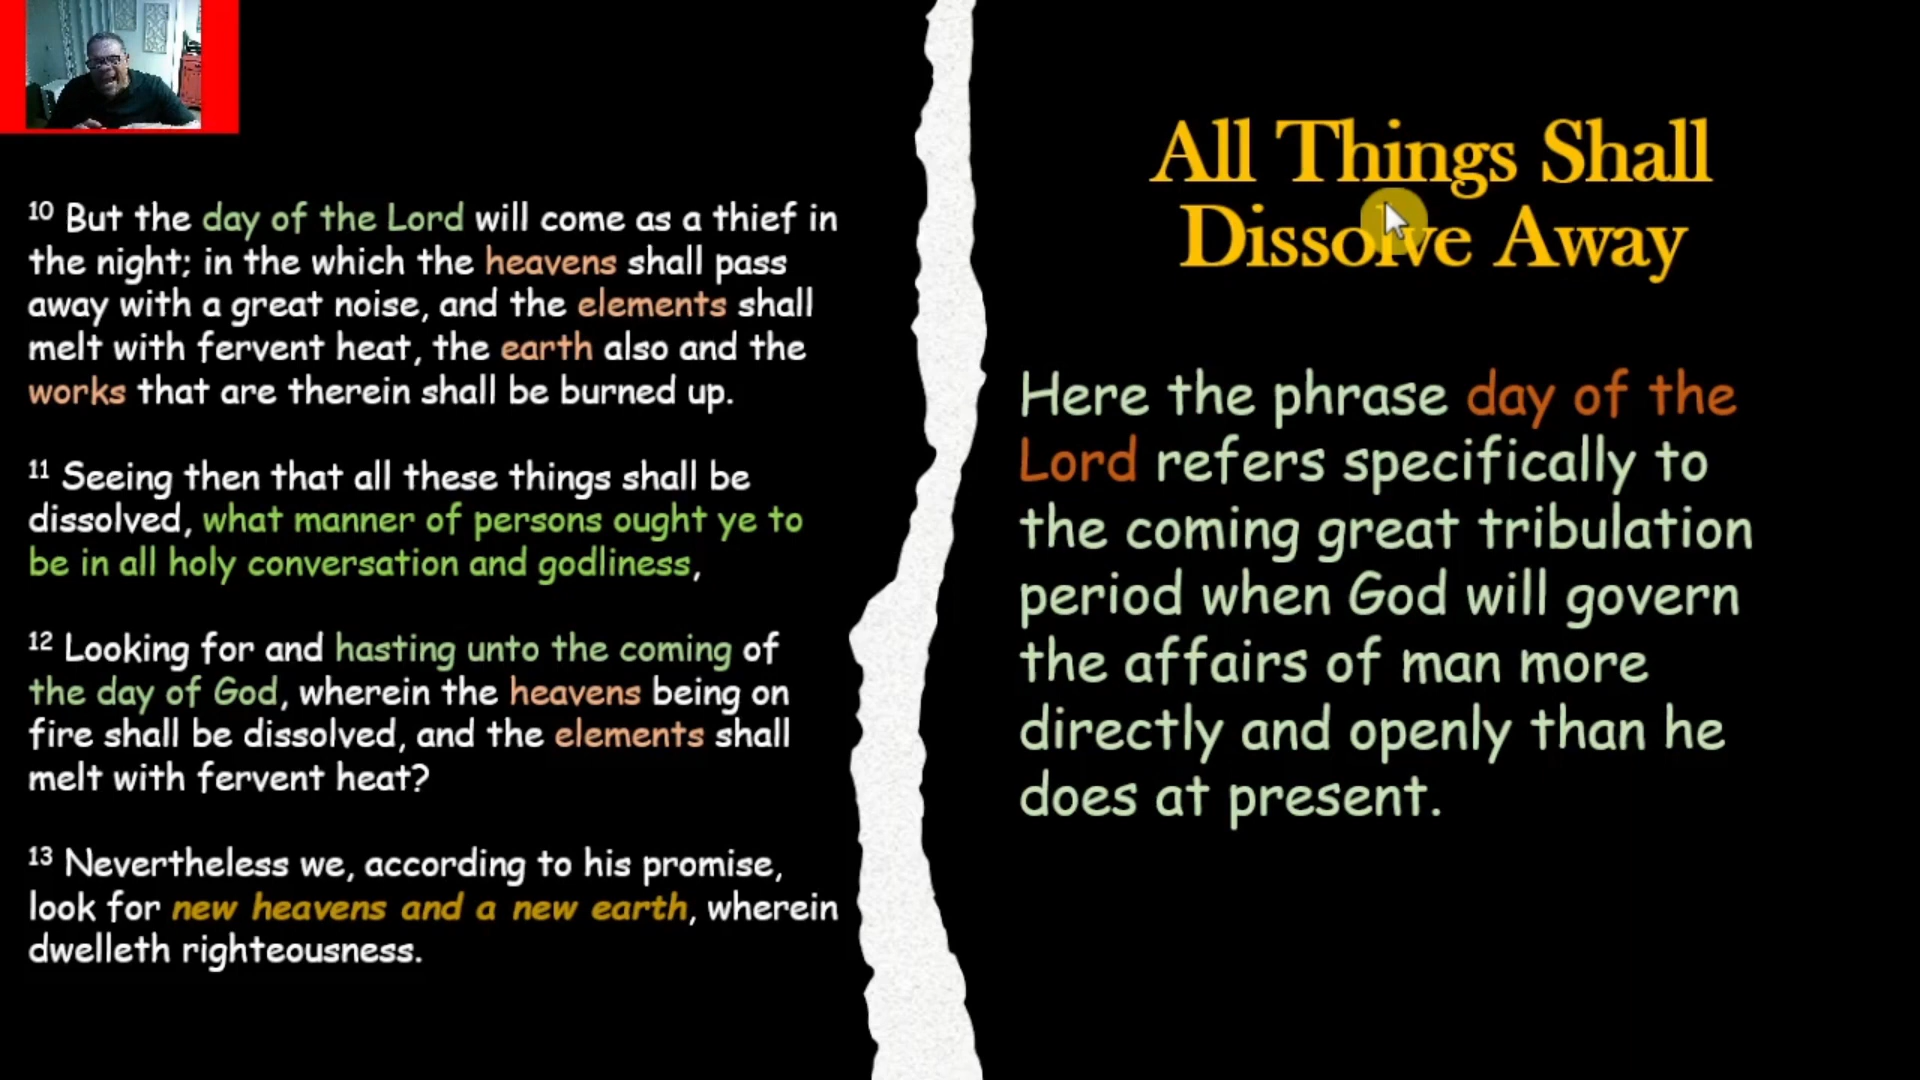 10 But the day of the Lord will come as a thief in
the night; in the which the heavens shall pass
away with a great noise, and the elements shall
melt with fervent heat, the earth also and the
works that are therein shall be burned up.
11 Seeing then that all these things shall be
dissolved, what manner of persons ought ye to
be in all holy conversation and godliness,
12 Looking for and hasting unto the coming of
the day of God, wherein the heavens being on
fire shall be dissolved, and the elements shall
melt with fervent heat?
13 Nevertheless we, according to his promise,
look for new heavens and a new earth, wherein
dwelleth righteousness.
All Things Shall
Dissolve Away
Here the phrase day of the
Lord refers specifically to
the coming great tribulation
period when God will govern
the affairs of man more
directly and openly than he
does at present.